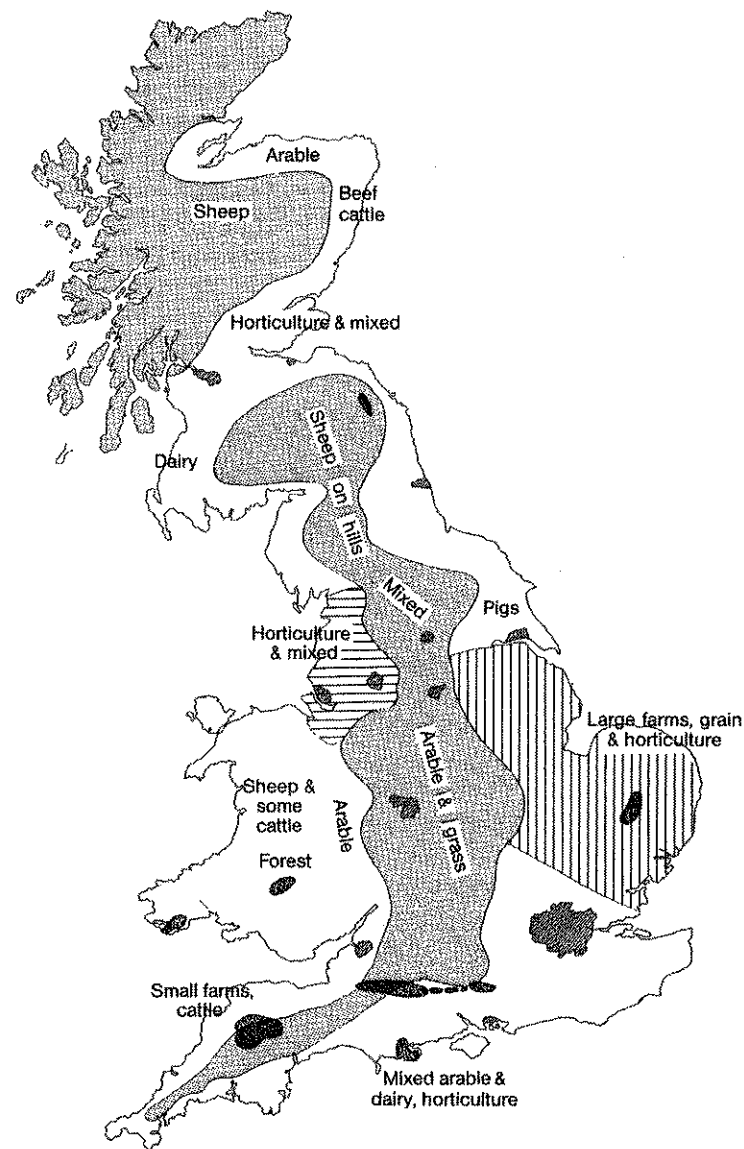 Arable
Sheep
Beef
cattle
Horticulture & mixed
Dairy
Sheep on hills
Mixed
Pigs
Horticulture
& mixed
Large farms, grain
& horticulture
Arable & grass
Sheep &
some
cattle
Arable
Forest
Small farms,
cattle
Mixed arable &
dairy, horticulture